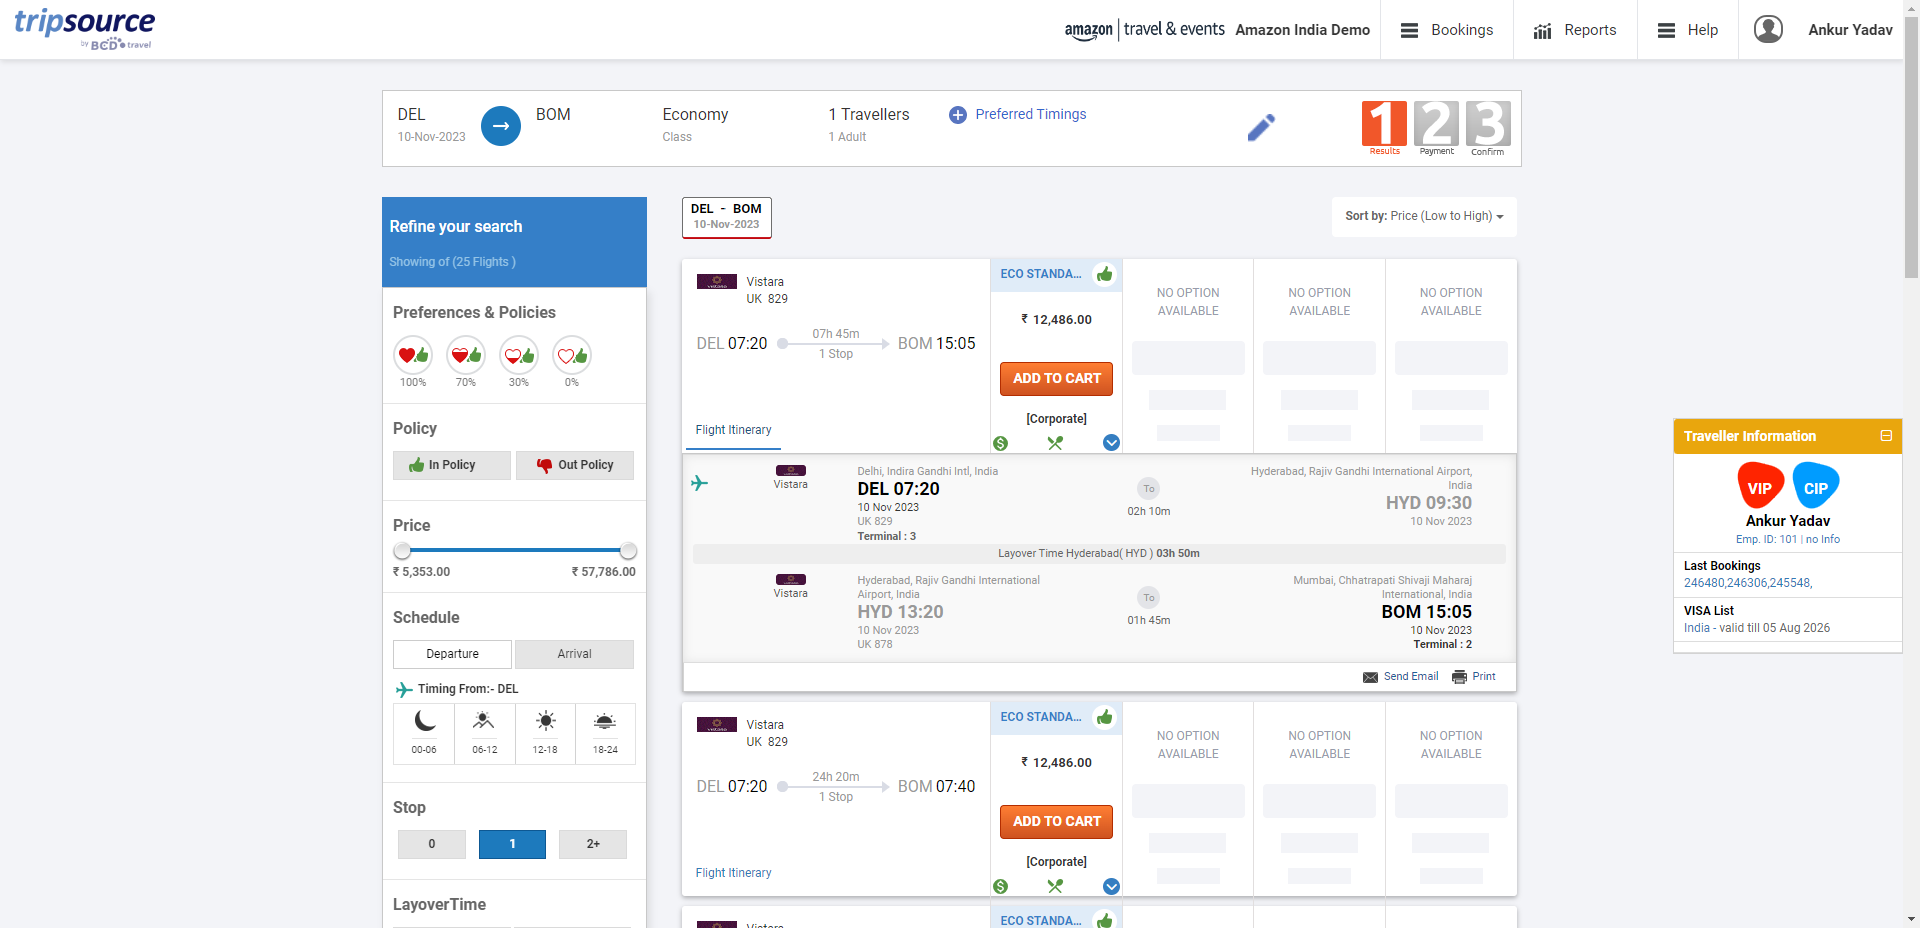 tripsource
by BCD travel
amazon travel & events
Amazon India Demo
Bookings
Reports
Help
Ankur Yadav
DEL
10-Nov-2023
BOM
Economy
Class
1 Travellers
1 Adult
Preferred Timings
1 2 3
Results
Payment
Confirm
Refine your search
Showing of (25 Flights )
Preferences & Policies
100% 70% 30% 0%
Policy
In Policy
Out Policy
Price
₹ 5,353.00
₹ 57,786.00
Schedule
Departure
Arrival
Timing From:- DEL
00-06 06-12 12-18 18-24
Stop
0 1 2+
LayoverTime
DEL - BOM
10-Nov-2023
Sort by: Price (Low to High)
vistara
Vistara
UK 829
DEL 07:20
07h 45m
1 Stop
BOM 15:05
Flight Itinerary
ECO STANDA...
₹ 12,486.00
ADD TO CART
[Corporate]
NO OPTION
AVAILABLE
NO OPTION
AVAILABLE
NO OPTION
AVAILABLE
Vistara
Delhi, Indira Gandhi Intl, India
DEL 07:20
10 Nov 2023
UK 829
Terminal : 3
To
02h 10m
Hyderabad, Rajiv Gandhi International Airport,
India
HYD 09:30
10 Nov 2023
Layover Time Hyderabad( HYD ) 03h 50m
Vistara
Hyderabad, Rajiv Gandhi International
Airport, India
HYD 13:20
10 Nov 2023
UK 878
To
01h 45m
Mumbai, Chhatrapati Shivaji Maharaj
International, India
BOM 15:05
10 Nov 2023
Terminal : 2
Send Email
Print
vistara
Vistara
UK 829
DEL 07:20
24h 20m
1 Stop
BOM 07:40
Flight Itinerary
ECO STANDA...
₹ 12,486.00
ADD TO CART
[Corporate]
NO OPTION
AVAILABLE
NO OPTION
AVAILABLE
NO OPTION
AVAILABLE
Vistara
ECO STANDA...
Traveller Information
VIP CIP
Ankur Yadav
Emp. ID: 101 | no Info
Last Bookings
246480,246306,245548,
VISA List
India - valid till 05 Aug 2026